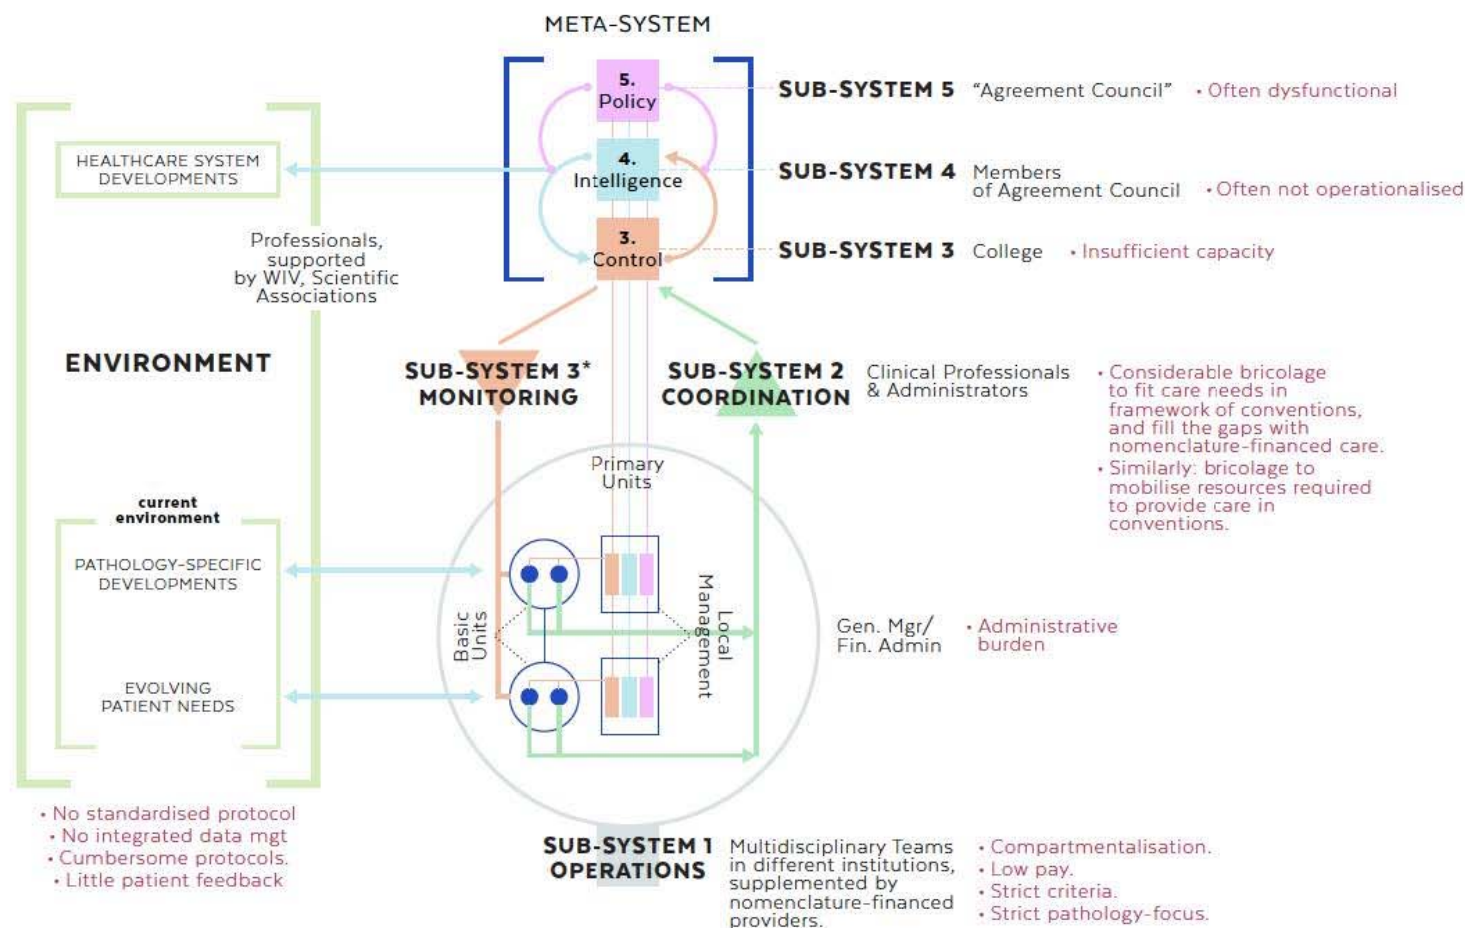 META-SYSTEM
5.
Policy
SUB-SYSTEM 5 “Agreement Council” • Often dysfunctional
HEALTHCARE SYSTEM
DEVELOPMENTS
4.
Intelligence
SUB-SYSTEM 4 Members
of Agreement Council • Often not operationalised
Professionals,
supported
by WIV, Scientific
Associations
3.
Control
SUB-SYSTEM 3 College • Insufficient capacity
ENVIRONMENT
SUB-SYSTEM 3*
MONITORING
SUB-SYSTEM 2
COORDINATION
Clinical Professionals
& Administrators
• Considerable bricolage
to fit care needs in
framework of conventions,
and fill the gaps with
nomenclature-financed care.
• Similarly: bricolage to
mobilise resources required
to provide care in
conventions.
Primary
Units
current
environment
PATHOLOGY-SPECIFIC
DEVELOPMENTS
EVOLVING
PATIENT NEEDS
Basic
Units
Local
Management
Gen. Mgr/
Fin. Admin
• Administrative
burden
• No standardised protocol
• No integrated data mgt
• Cumbersome protocols.
• Little patient feedback
SUB-SYSTEM 1
OPERATIONS
Multidisciplinary Teams
in different institutions,
supplemented by
nomenclature-financed
providers.
• Compartmentalisation.
• Low pay.
• Strict criteria.
• Strict pathology-focus.